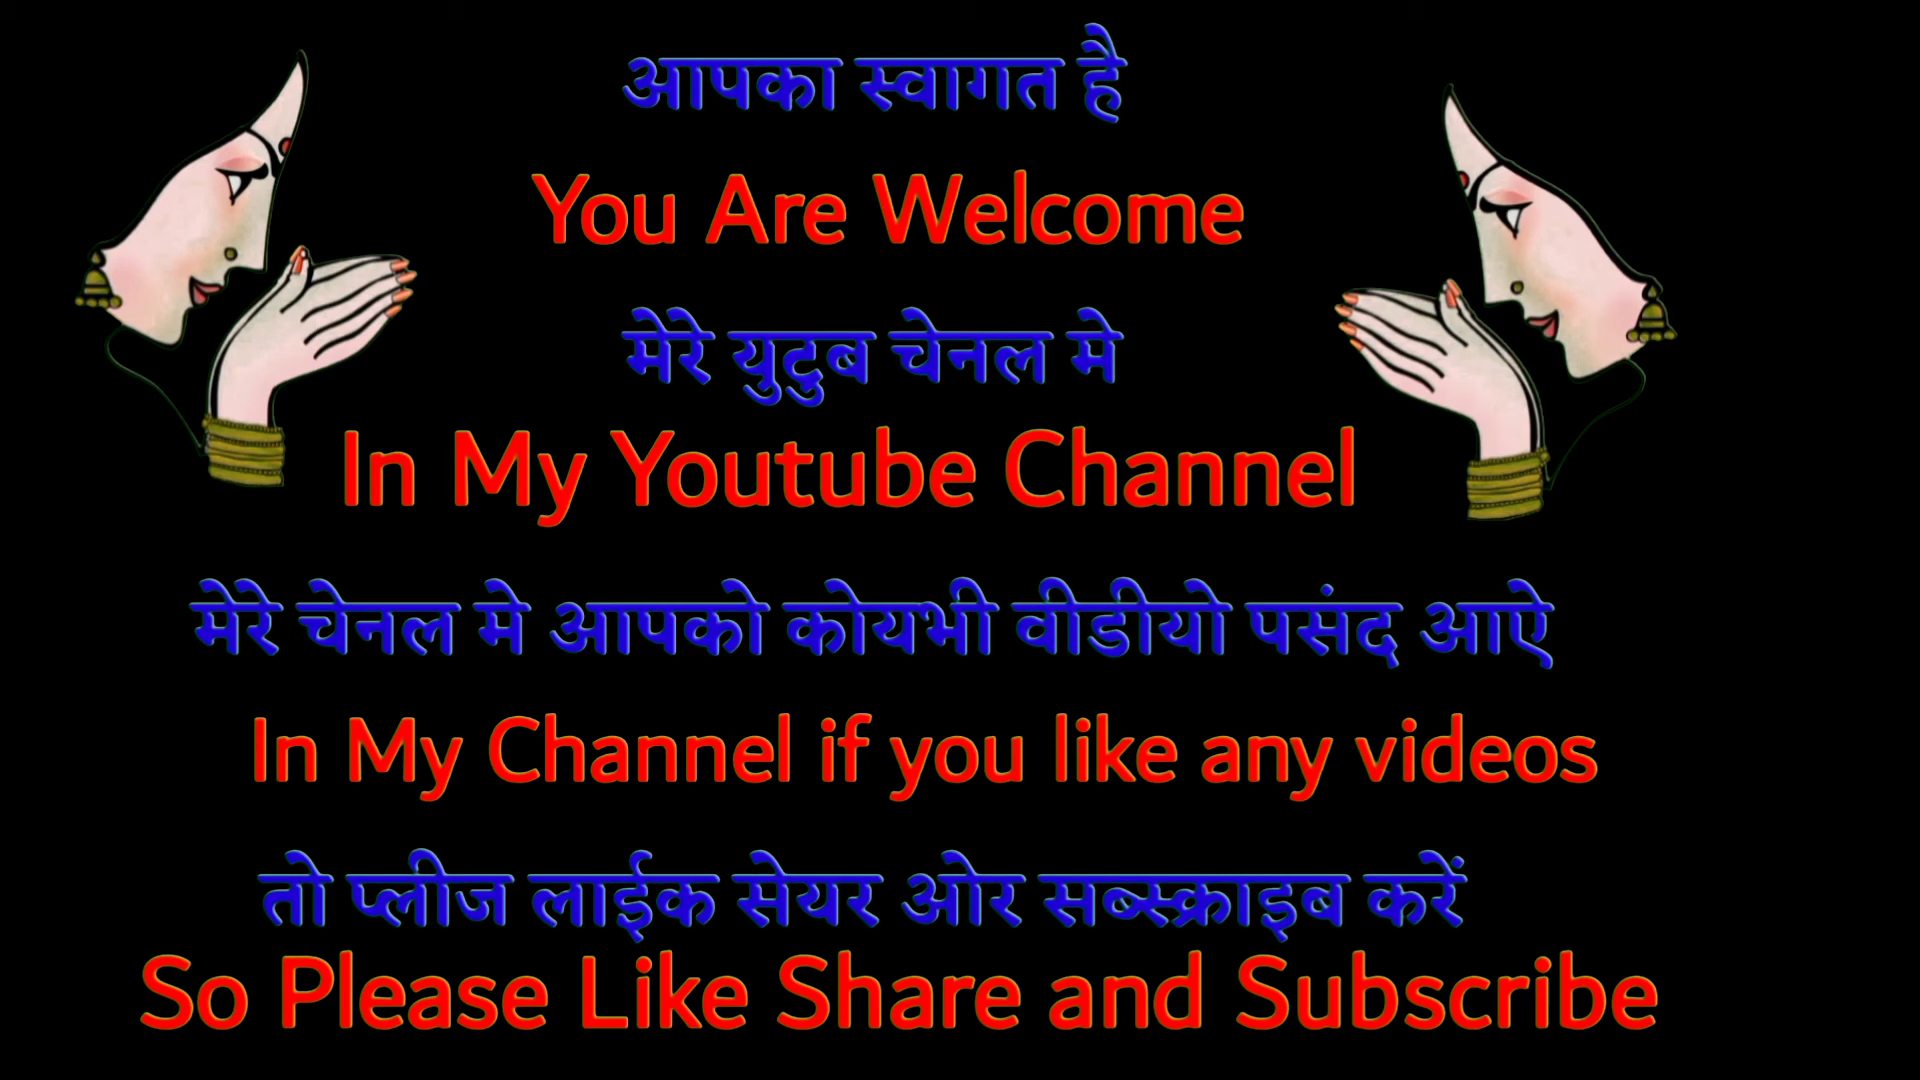 आपका स्वागत है
You Are Welcome
मेरे युटुब चेनल मे
In My Youtube Channel
मेरे चेनल मे आपको कोयभी वीडीयो पसंद आऐ
In My Channel if you like any videos
तो प्लीज लाईक सेयर ओर सब्स्क्राइब करें
So Please Like Share and Subscribe